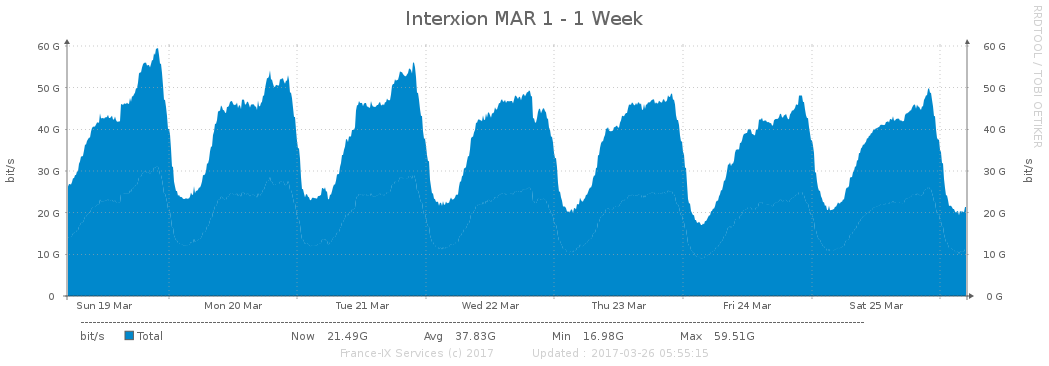 Interxion MAR 1 - 1 Week
RRDTOOL / TOBI OETIKER
60 G 60 G
50 G 50 G
40 G 40 G
30 G 30 G
20 G 20 G
10 G 10 G
0 0 G
bit/s
bit/s
Sun 19 Mar Mon 20 Mar Tue 21 Mar Wed 22 Mar Thu 23 Mar Fri 24 Mar Sat 25 Mar
bit/s Total Now 21.49G Avg 37.83G Min 16.98G Max 59.51G
France-IX Services (c) 2017 Updated : 2017-03-26 05:55:15